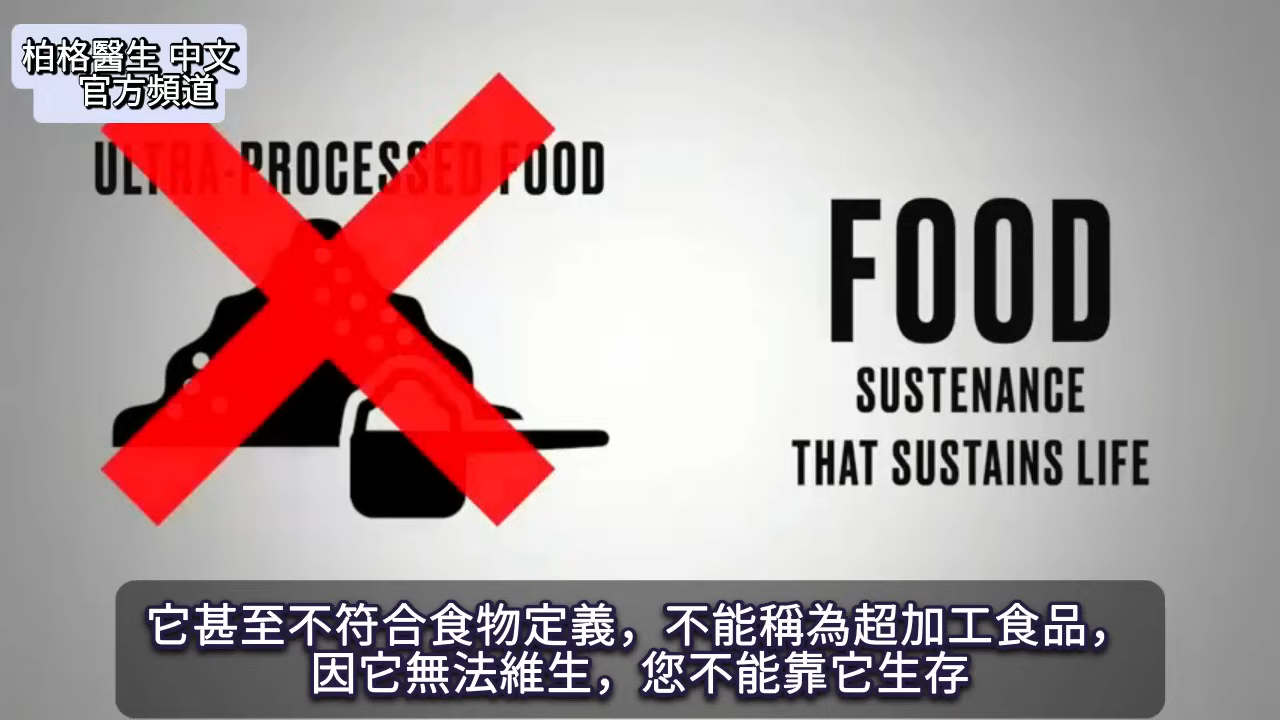 柏格醫生 中文
官方頻道
ULTRA-PROCESSED FOOD
FOOD
SUSTENANCE
THAT SUSTAINS LIFE
它甚至不符合食物定義，不能稱為超加工食品，
因它無法維生，您不能靠它生存